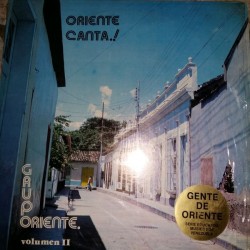 ORIENTE
CANTA.!
GRUPO
ORIENTE.
volumen II
GENTE
DE
ORIENTE